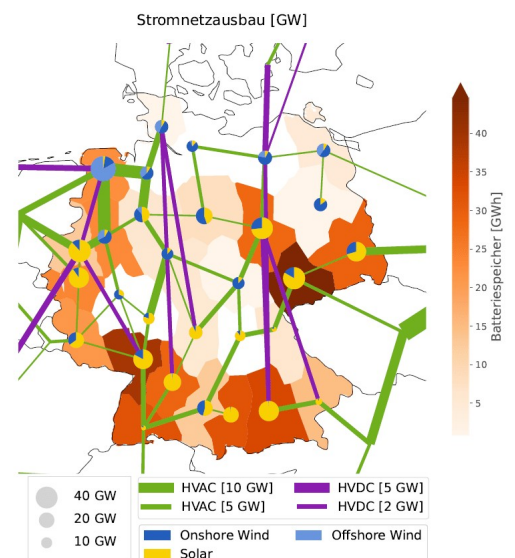 Stromnetzausbau [GW]
40
35
30
25
20
15
10
5
Batteriespeicher [GWh]
40 GW
20 GW
10 GW
HVAC [10 GW]
HVDC [5 GW]
HVAC [5 GW]
HVDC [2 GW]
Onshore Wind
Offshore Wind
Solar